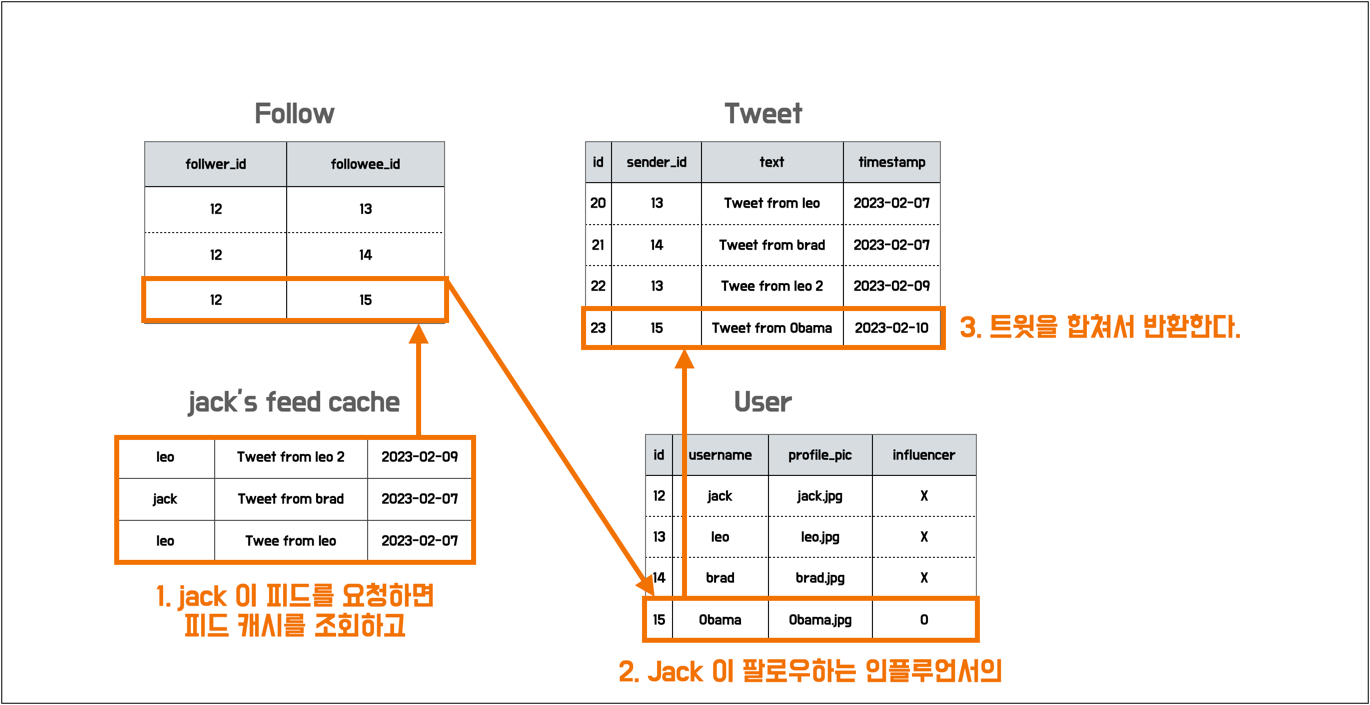 Follow
follwer_id followee_id
12 13
12 14
12 15
Tweet
id sender_id text timestamp
20 13 Tweet from leo 2023-02-07
21 14 Tweet from brad 2023-02-07
22 13 Twee from leo 2 2023-02-09
23 15 Tweet from Obama 2023-02-10
3. 트윗을 합쳐서 반환한다.
jack's feed cache
leo Tweet from leo 2 2023-02-09
jack Tweet from brad 2023-02-07
leo Twee from leo 2023-02-07
1. jack 이 피드를 요청하면
피드 캐시를 조회하고
User
id username profile_pic influencer
12 jack jack.jpg X
13 leo leo.jpg X
14 brad brad.jpg X
15 Obama Obama.jpg O
2. Jack 이 팔로우하는 인플루언서의